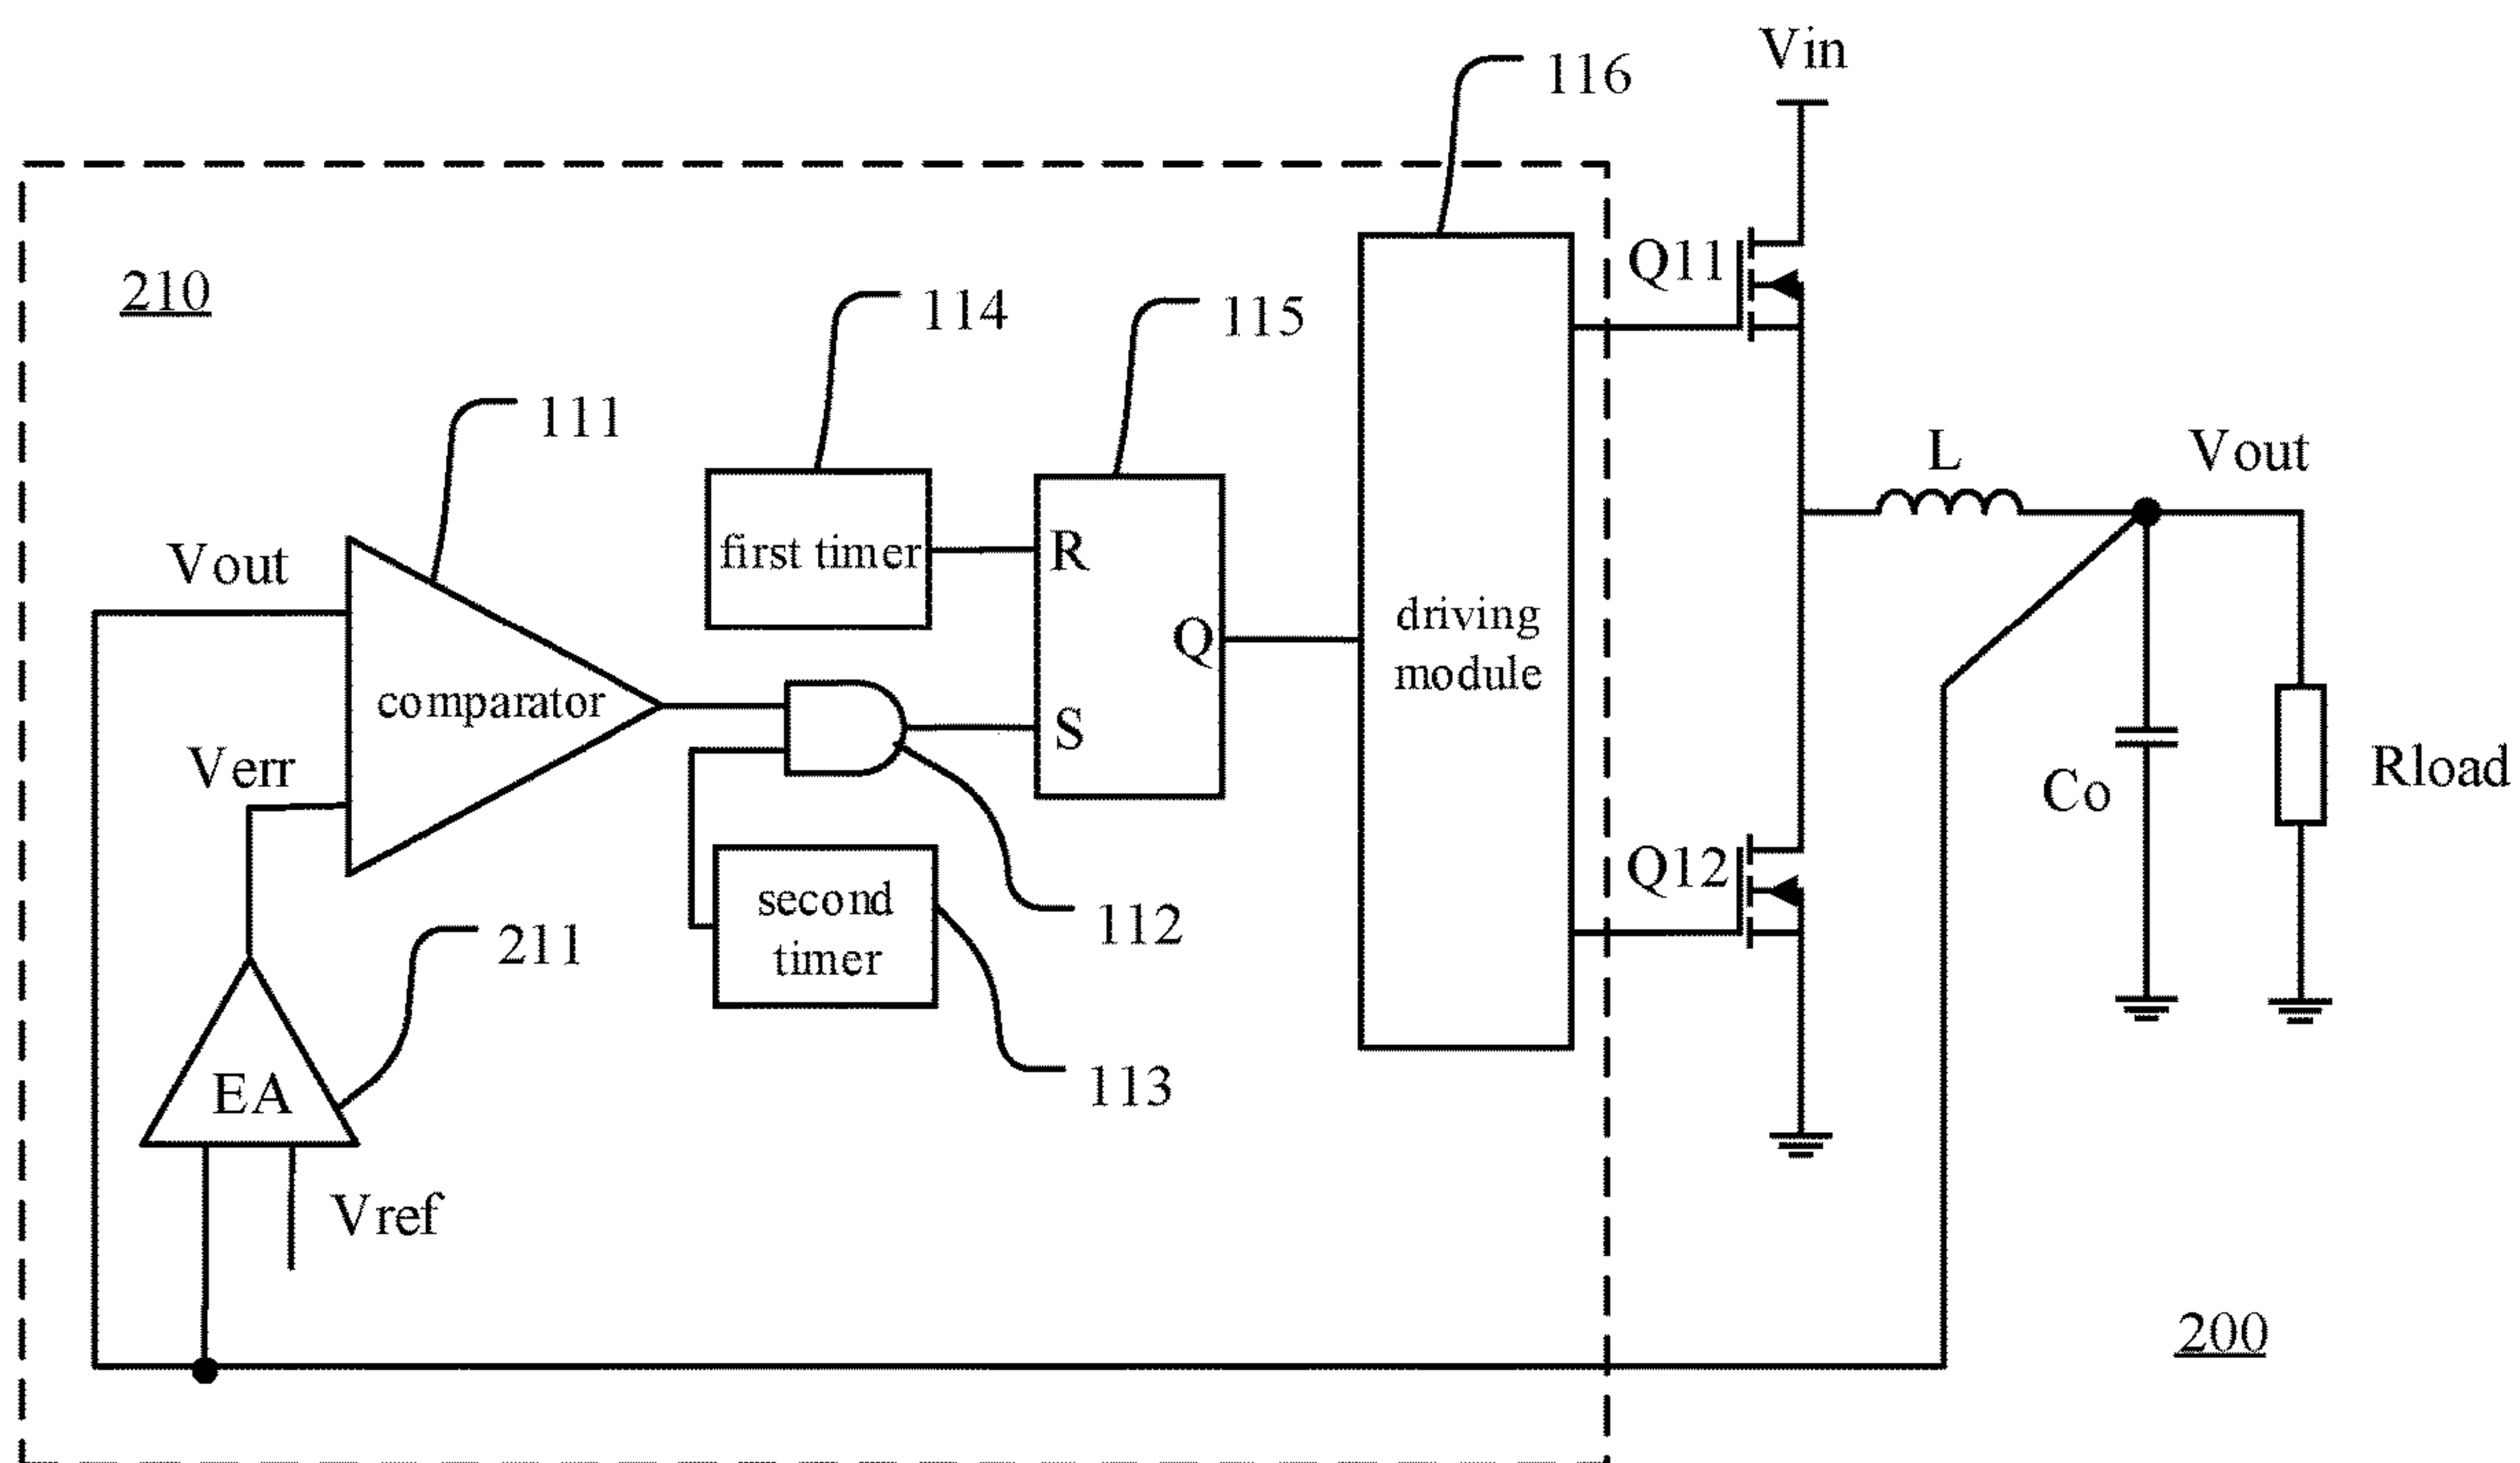 Vin
116
210
Q11
114
115
111
L
Vout
Vout
first timer
R
driving
module
Q
comparator
S
Verr
Co
Rload
second
timer
Q12
112
211
113
EA
Vref
200